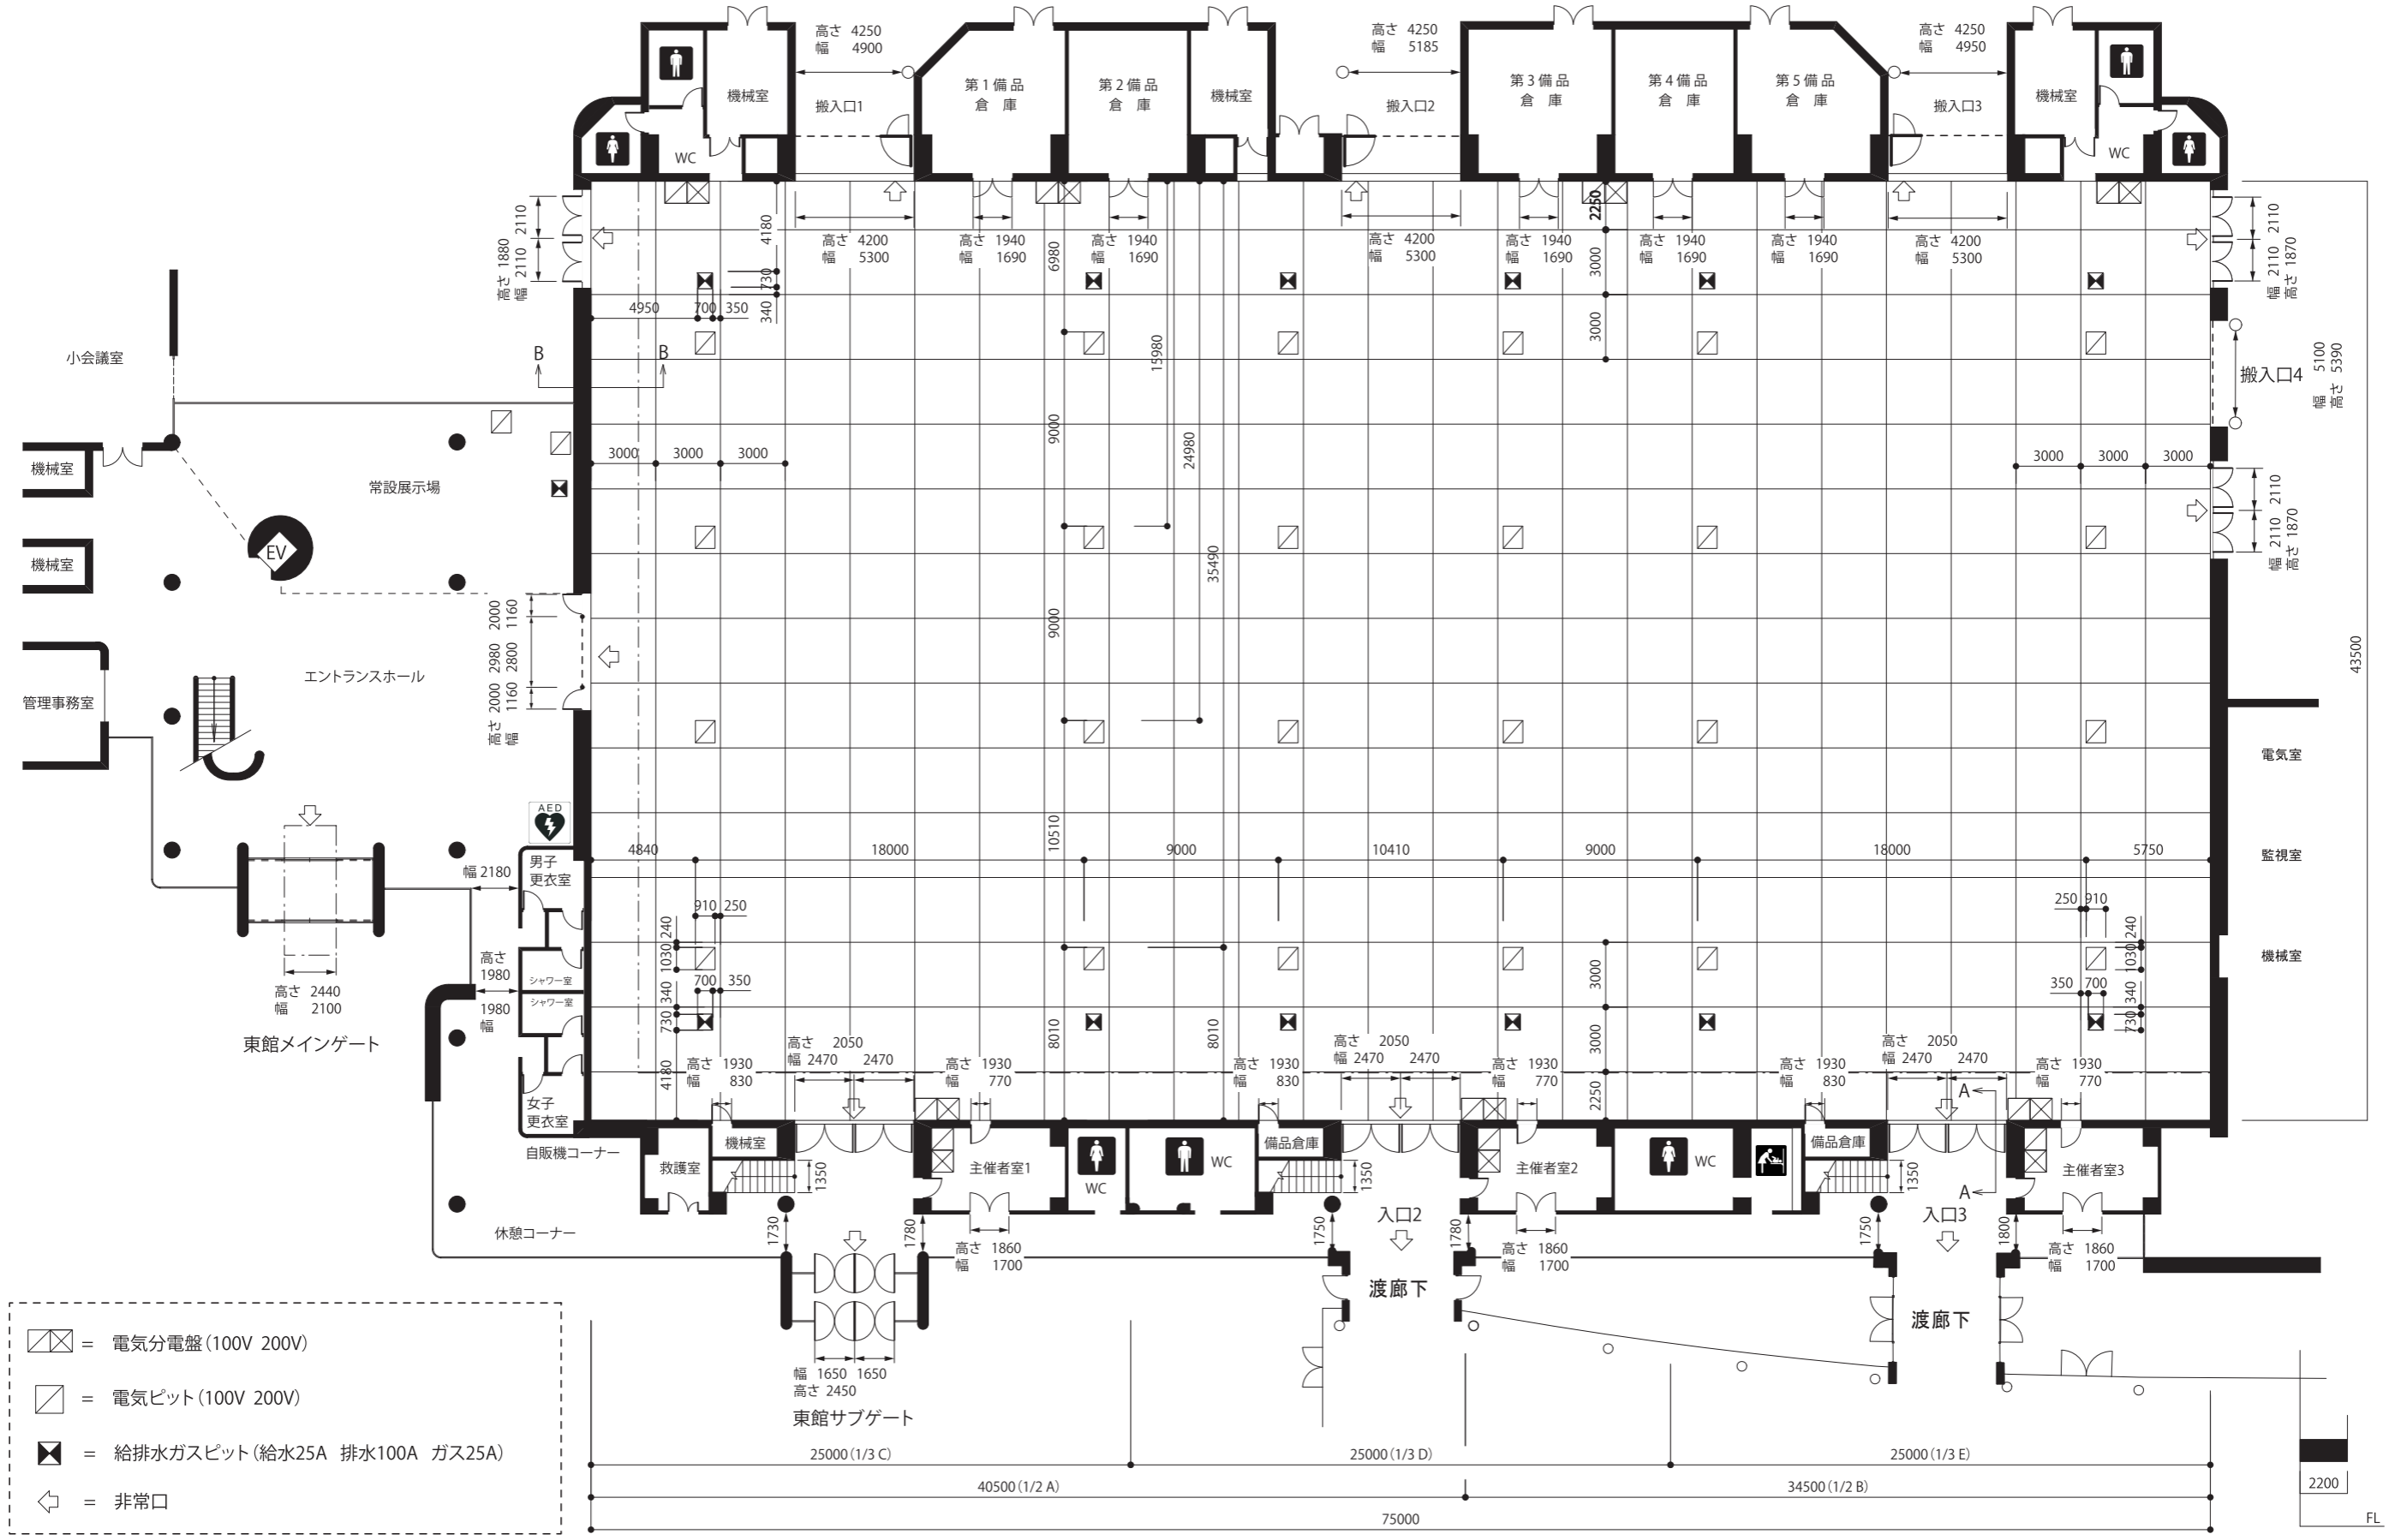 高さ 4250
幅 4900
高さ 4250
幅 5185
高さ 4250
幅 4950
機械室
搬入口1
第1備品
倉 庫
第2備品
倉 庫
機械室
搬入口2
第3備品
倉 庫
第4備品
倉 庫
第5備品
倉 庫
搬入口3
機械室
WC
WC
高さ 1880
幅 2110 2110
4180
730
340
高さ 4200
幅 5300
高さ 1940
幅 1690
6980
高さ 1940
幅 1690
高さ 4200
幅 5300
高さ 1940
幅 1690
2250
3000
3000
高さ 1940
幅 1690
高さ 1940
幅 1690
高さ 4200
幅 5300
幅 2110 2110
高さ 1870
4950 700 350
15980
小会議室
B B
搬入口4
幅 5100
高さ 5390
9000
24980
3000 3000 3000
3000 3000 3000
機械室
常設展示場
幅 2110 2110
高さ 1870
EV
機械室
35490
9000
高さ 2000 2980 2000
幅 1160 2800 1160
43500
エントランスホール
管理事務室
電気室
AED
10510
4840 18000 9000 10410 9000 18000 5750
男子
更衣室
幅 2180
監視室
910 250
250 910
240
1030
340
730
4180
240
1030
340
730
高さ
1980
1980
幅
シャワー室
シャワー室
700 350
3000
3000
2250
350 700
機械室
高さ 2440
幅 2100
東館メインゲート
8010
8010
高さ 2050
幅 2470 2470
高さ 2050
幅 2470 2470
高さ 2050
幅 2470 2470
高さ 1930
幅 830
高さ 1930
幅 770
高さ 1930
幅 830
高さ 1930
幅 770
高さ 1930
幅 830
高さ 1930
幅 770
A
A
女子
更衣室
自販機コーナー
救護室
機械室
1350
主催者室1
WC
WC
備品倉庫
1350
主催者室2
WC
備品倉庫
1350
主催者室3
休憩コーナー
1730
1780
1750
入口2
1780
1750
入口3
1800
高さ 1860
幅 1700
高さ 1860
幅 1700
高さ 1860
幅 1700
渡廊下
渡廊下
幅 1650 1650
高さ 2450
東館サブゲート
= 電気分電盤(100V 200V)
= 電気ピット(100V 200V)
= 給排水ガスピット(給水25A 排水100A ガス25A)
= 非常口
25000(1/3 C) 25000(1/3 D) 25000(1/3 E)
40500(1/2 A) 34500(1/2 B)
75000
2200
FL